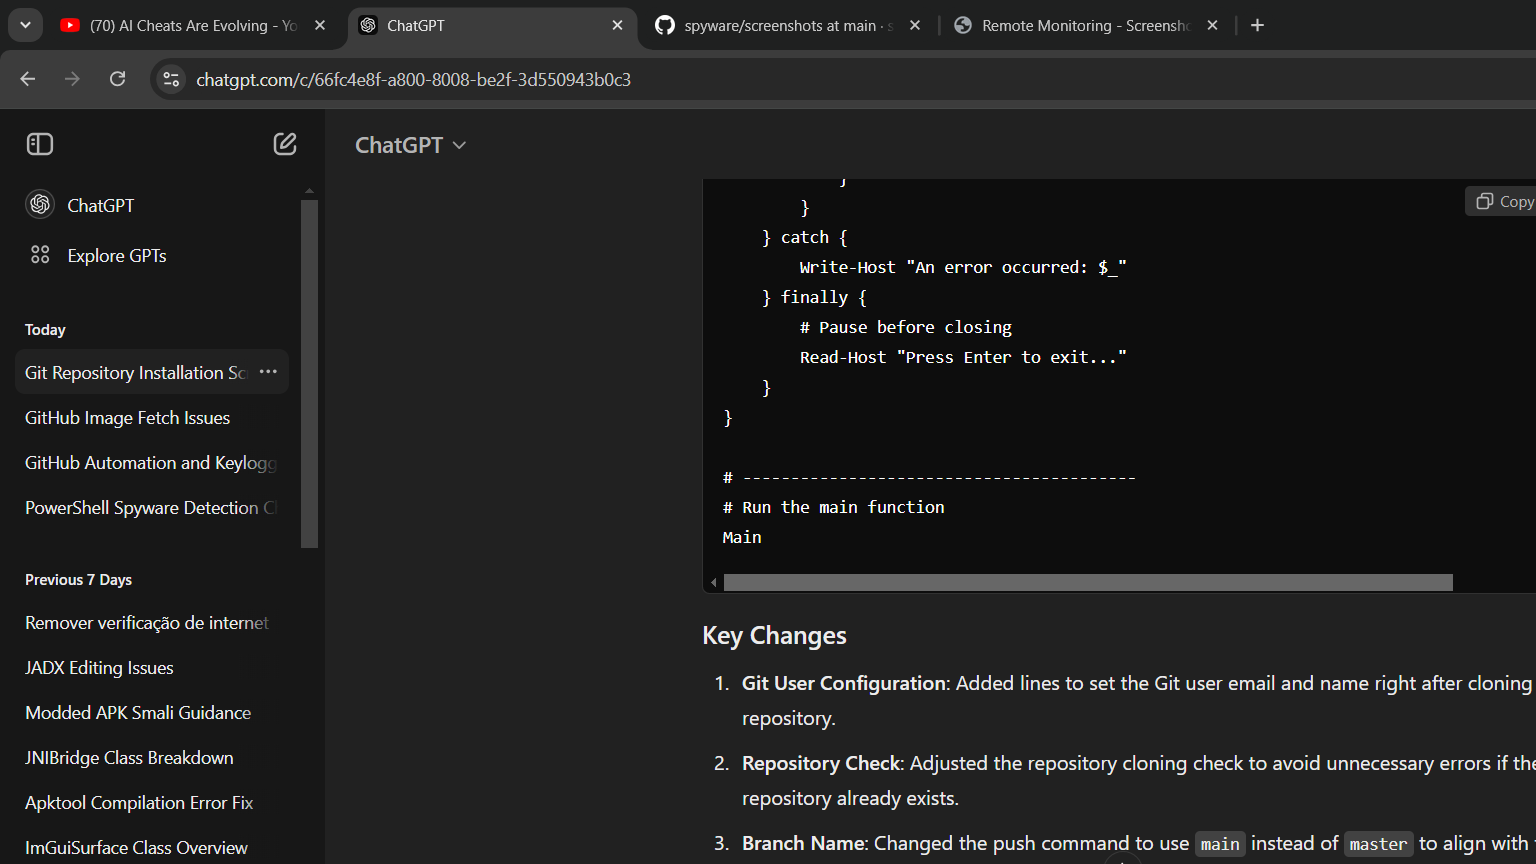 (70) AI Cheats Are Evolving - Yo
ChatGPT
spyware/screenshots at main · s
Remote Monitoring - Screensho
chatgpt.com/c/66fc4e8f-a800-8008-be2f-3d550943b0c3
ChatGPT
ChatGPT
Explore GPTs
Today
Git Repository Installation Sc
GitHub Image Fetch Issues
GitHub Automation and Keylogg
PowerShell Spyware Detection C
Previous 7 Days
Remover verificação de internet
JADX Editing Issues
Modded APK Smali Guidance
JNIBridge Class Breakdown
Apktool Compilation Error Fix
ImGuiSurface Class Overview
Copy
}
}
} catch {
Write-Host "An error occurred: $_"
} finally {
# Pause before closing
Read-Host "Press Enter to exit..."
}
}
# -----------------------------------------
# Run the main function
Main
Key Changes
1. Git User Configuration: Added lines to set the Git user email and name right after cloning
repository.
2. Repository Check: Adjusted the repository cloning check to avoid unnecessary errors if the
repository already exists.
3. Branch Name: Changed the push command to use main instead of master to align with